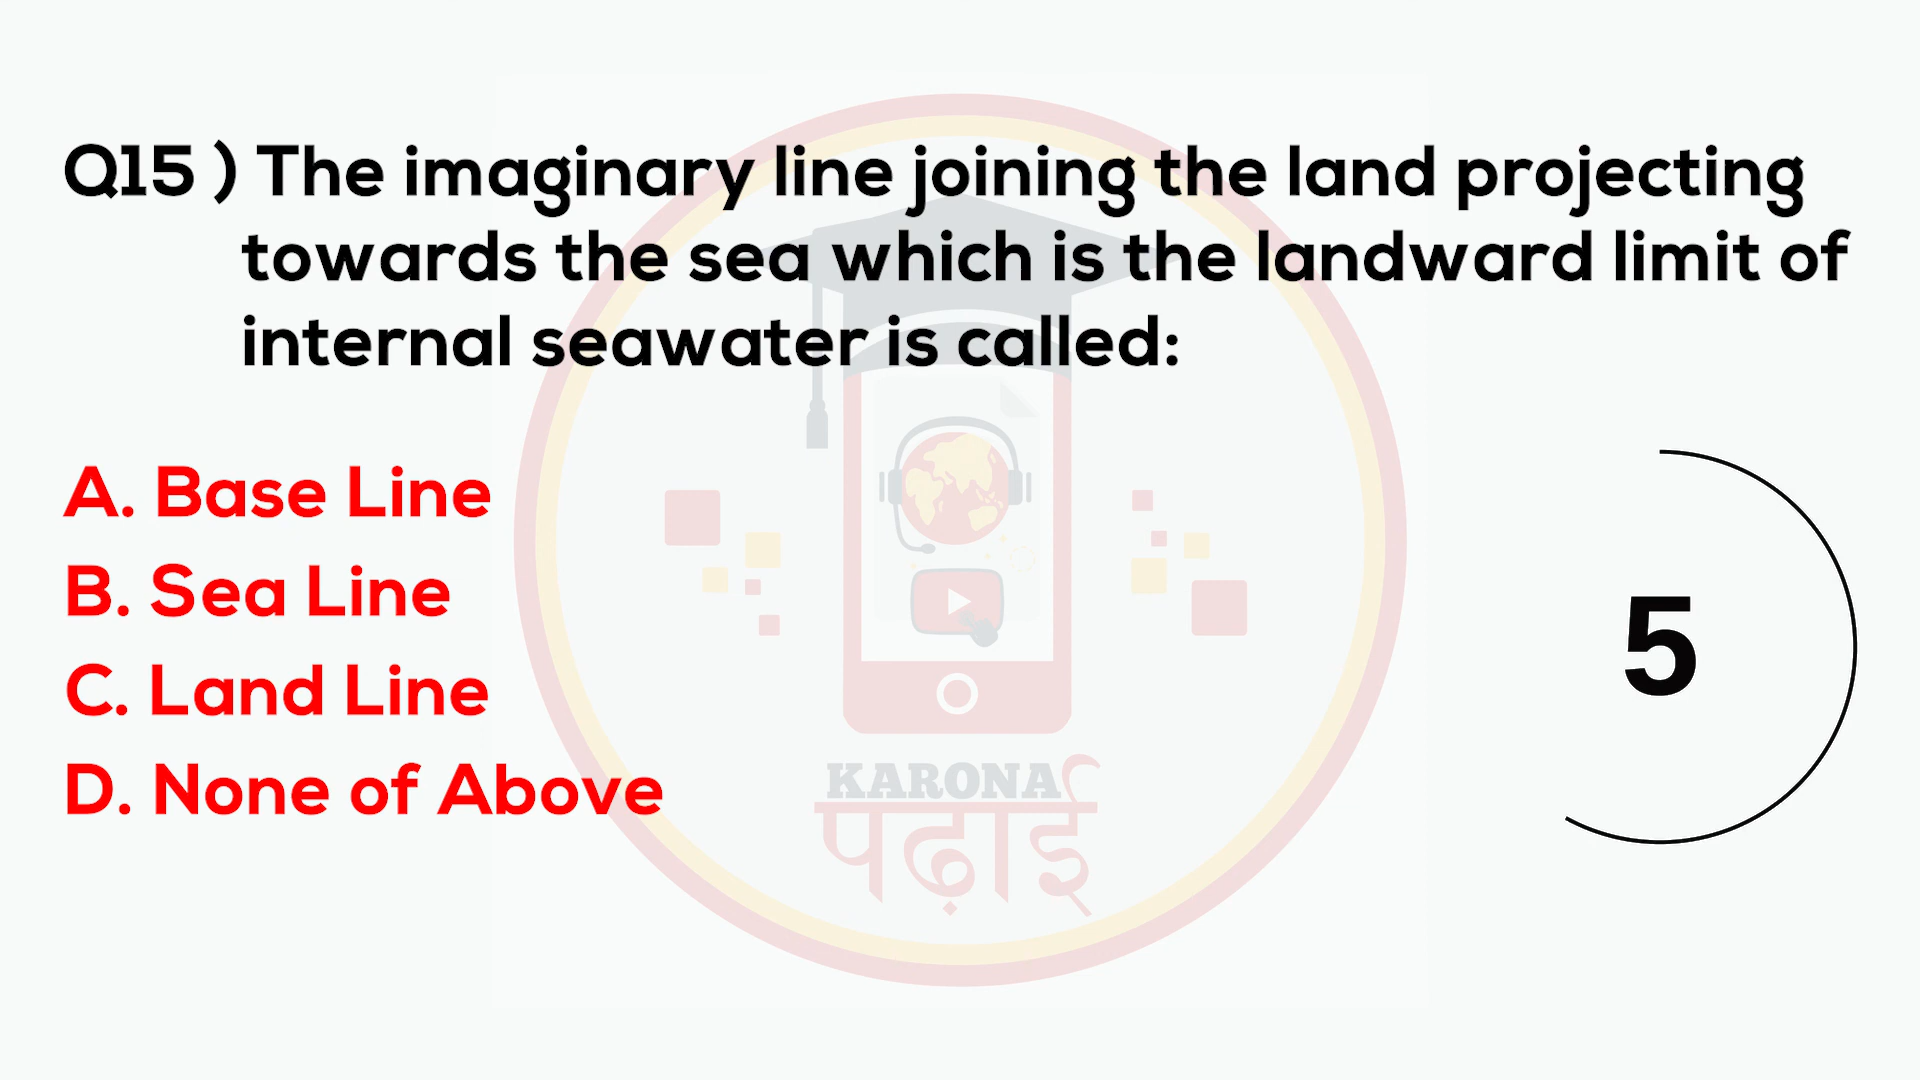 Q15 ) The imaginary line joining the land projecting
towards the sea which is the landward limit of
internal seawater is called:
A. Base Line
B. Sea Line
C. Land Line
D. None of Above
5
KARONA
पढ़ाई